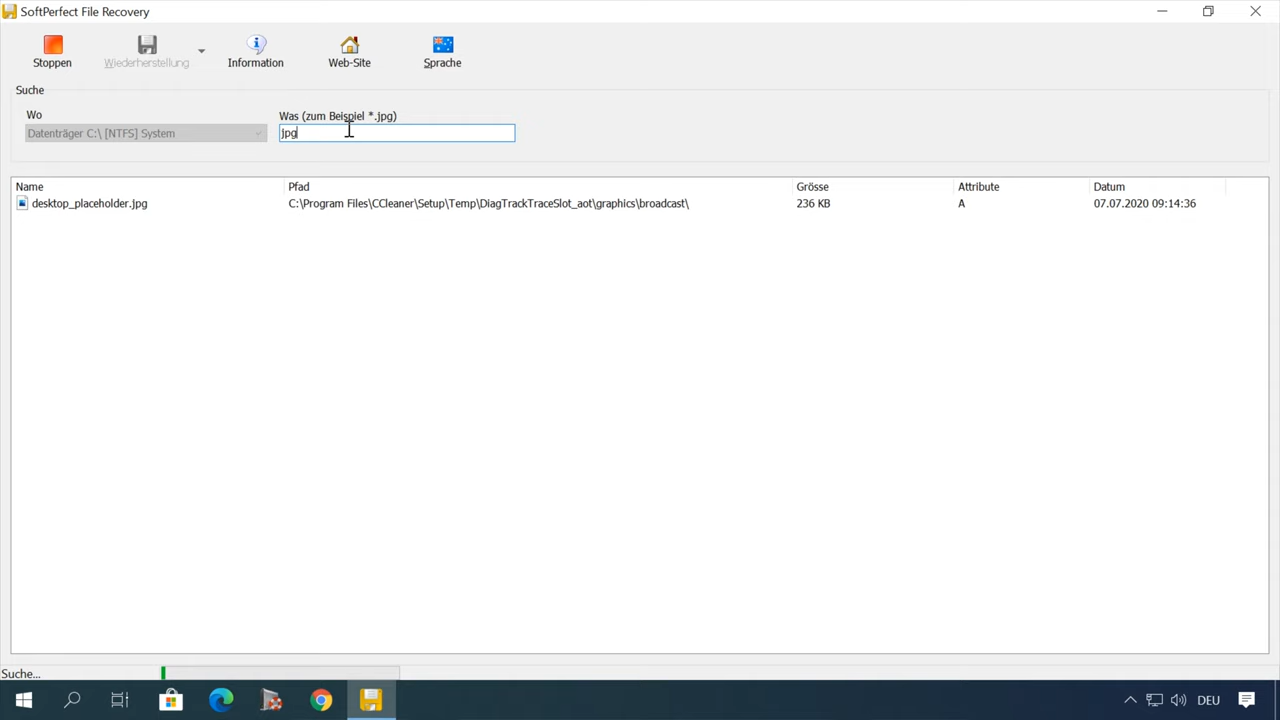 SoftPerfect File Recovery
Stoppen
Wiederherstellung
Information
Web-Site
Sprache
Suche
Wo
Was (zum Beispiel *.jpg)
Datenträger C:\ [NTFS] System
jpg
Name Pfad Grösse Attribute Datum
desktop_placeholder.jpg C:\Program Files\CCleaner\Setup\Temp\DiagTrackTraceSlot_aot\graphics\broadcast\ 236 KB A 07.07.2020 09:14:36
Suche...
DEU